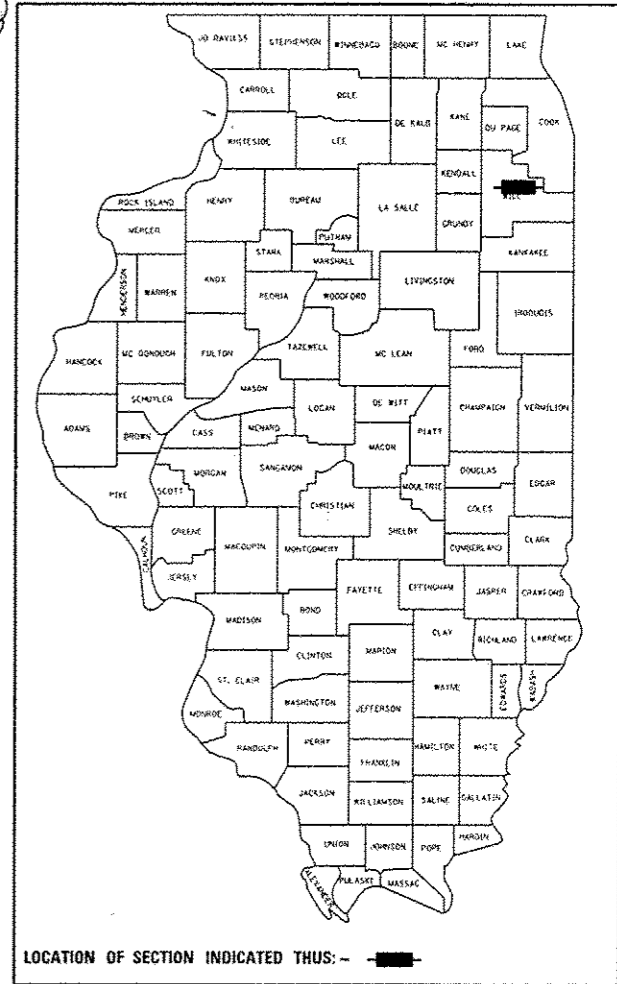 JO DAVIESS STEPHENSON WINNEBAGO BOONE MC HENRY LAKE
CARROLL OGLE DE KALB KANE DU PAGE COOK
WHITESIDE LEE
KENDALL WILL
ROCK ISLAND HENRY BUREAU LA SALLE GRUNDY
MERCER PUTNAM KANKAKEE
STARK MARSHALL
HENDERSON WARREN KNOX PEORIA WOODFORD LIVINGSTON IROQUOIS
HANCOCK MC DONOUGH FULTON TAZEWELL MC LEAN FORD
SCHUYLER MASON LOGAN DE WITT CHAMPAIGN VERMILION
ADAMS BROWN CASS MENARD MACON PIATT
MORGAN SANGAMON DOUGLAS EDGAR
PIKE SCOTT CHRISTIAN MOULTRIE COLES
GREENE SHELBY CUMBERLAND CLARK
CALHOUN MACOUPIN MONTGOMERY
JERSEY FAYETTE EFFINGHAM JASPER CRAWFORD
MADISON BOND CLAY RICHLAND LAWRENCE
CLINTON MARION
ST. CLAIR WAYNE EDWARDS WABASH
MONROE WASHINGTON JEFFERSON
RANDOLPH PERRY HAMILTON WHITE
FRANKLIN
JACKSON WILLIAMSON SALINE GALLATIN
UNION JOHNSON POPE HARDIN
ALEXANDER PULASKI MASSAC
LOCATION OF SECTION INDICATED THUS: -